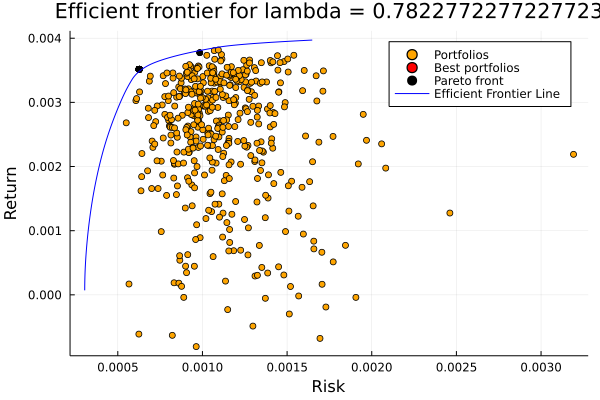 Efficient frontier for lambda = 0.7822772277227723
0.004
0.003
0.002
0.001
0.000
Return
0.0005 0.0010 0.0015 0.0020 0.0025 0.0030
Risk
Portfolios
Best portfolios
Pareto front
Efficient Frontier Line